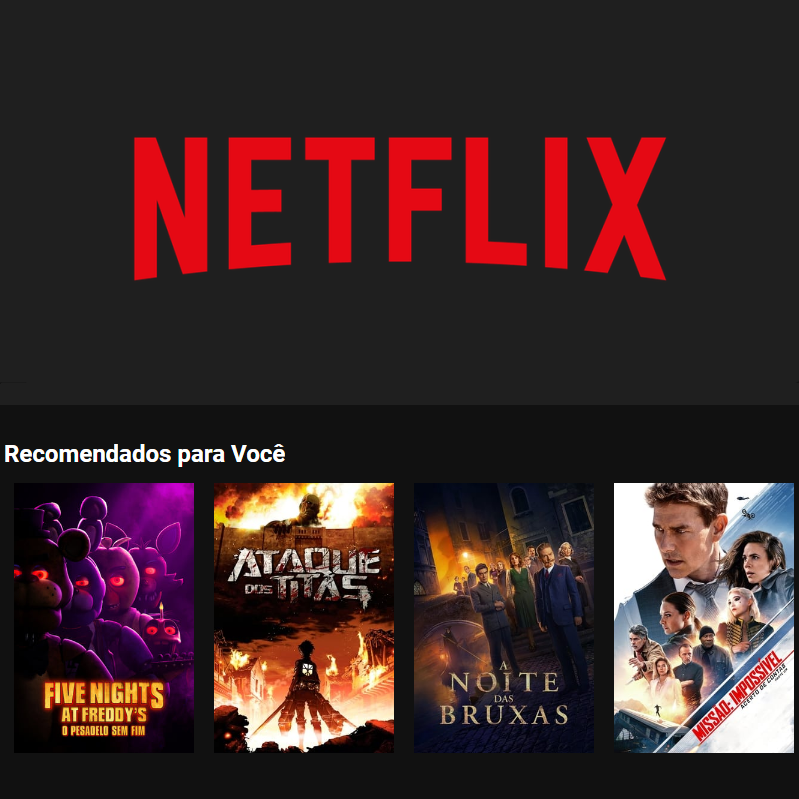 NETFLIX
Recomendados para Você
FIVE NIGHTS
AT FREDDY'S
O PESADELO SEM FIM
ATAQUE
DOS TITÃS
A
NOITE
DAS
BRUXAS
MISSÃO: IMPOSSÍVEL
ACERTO DE CONTAS